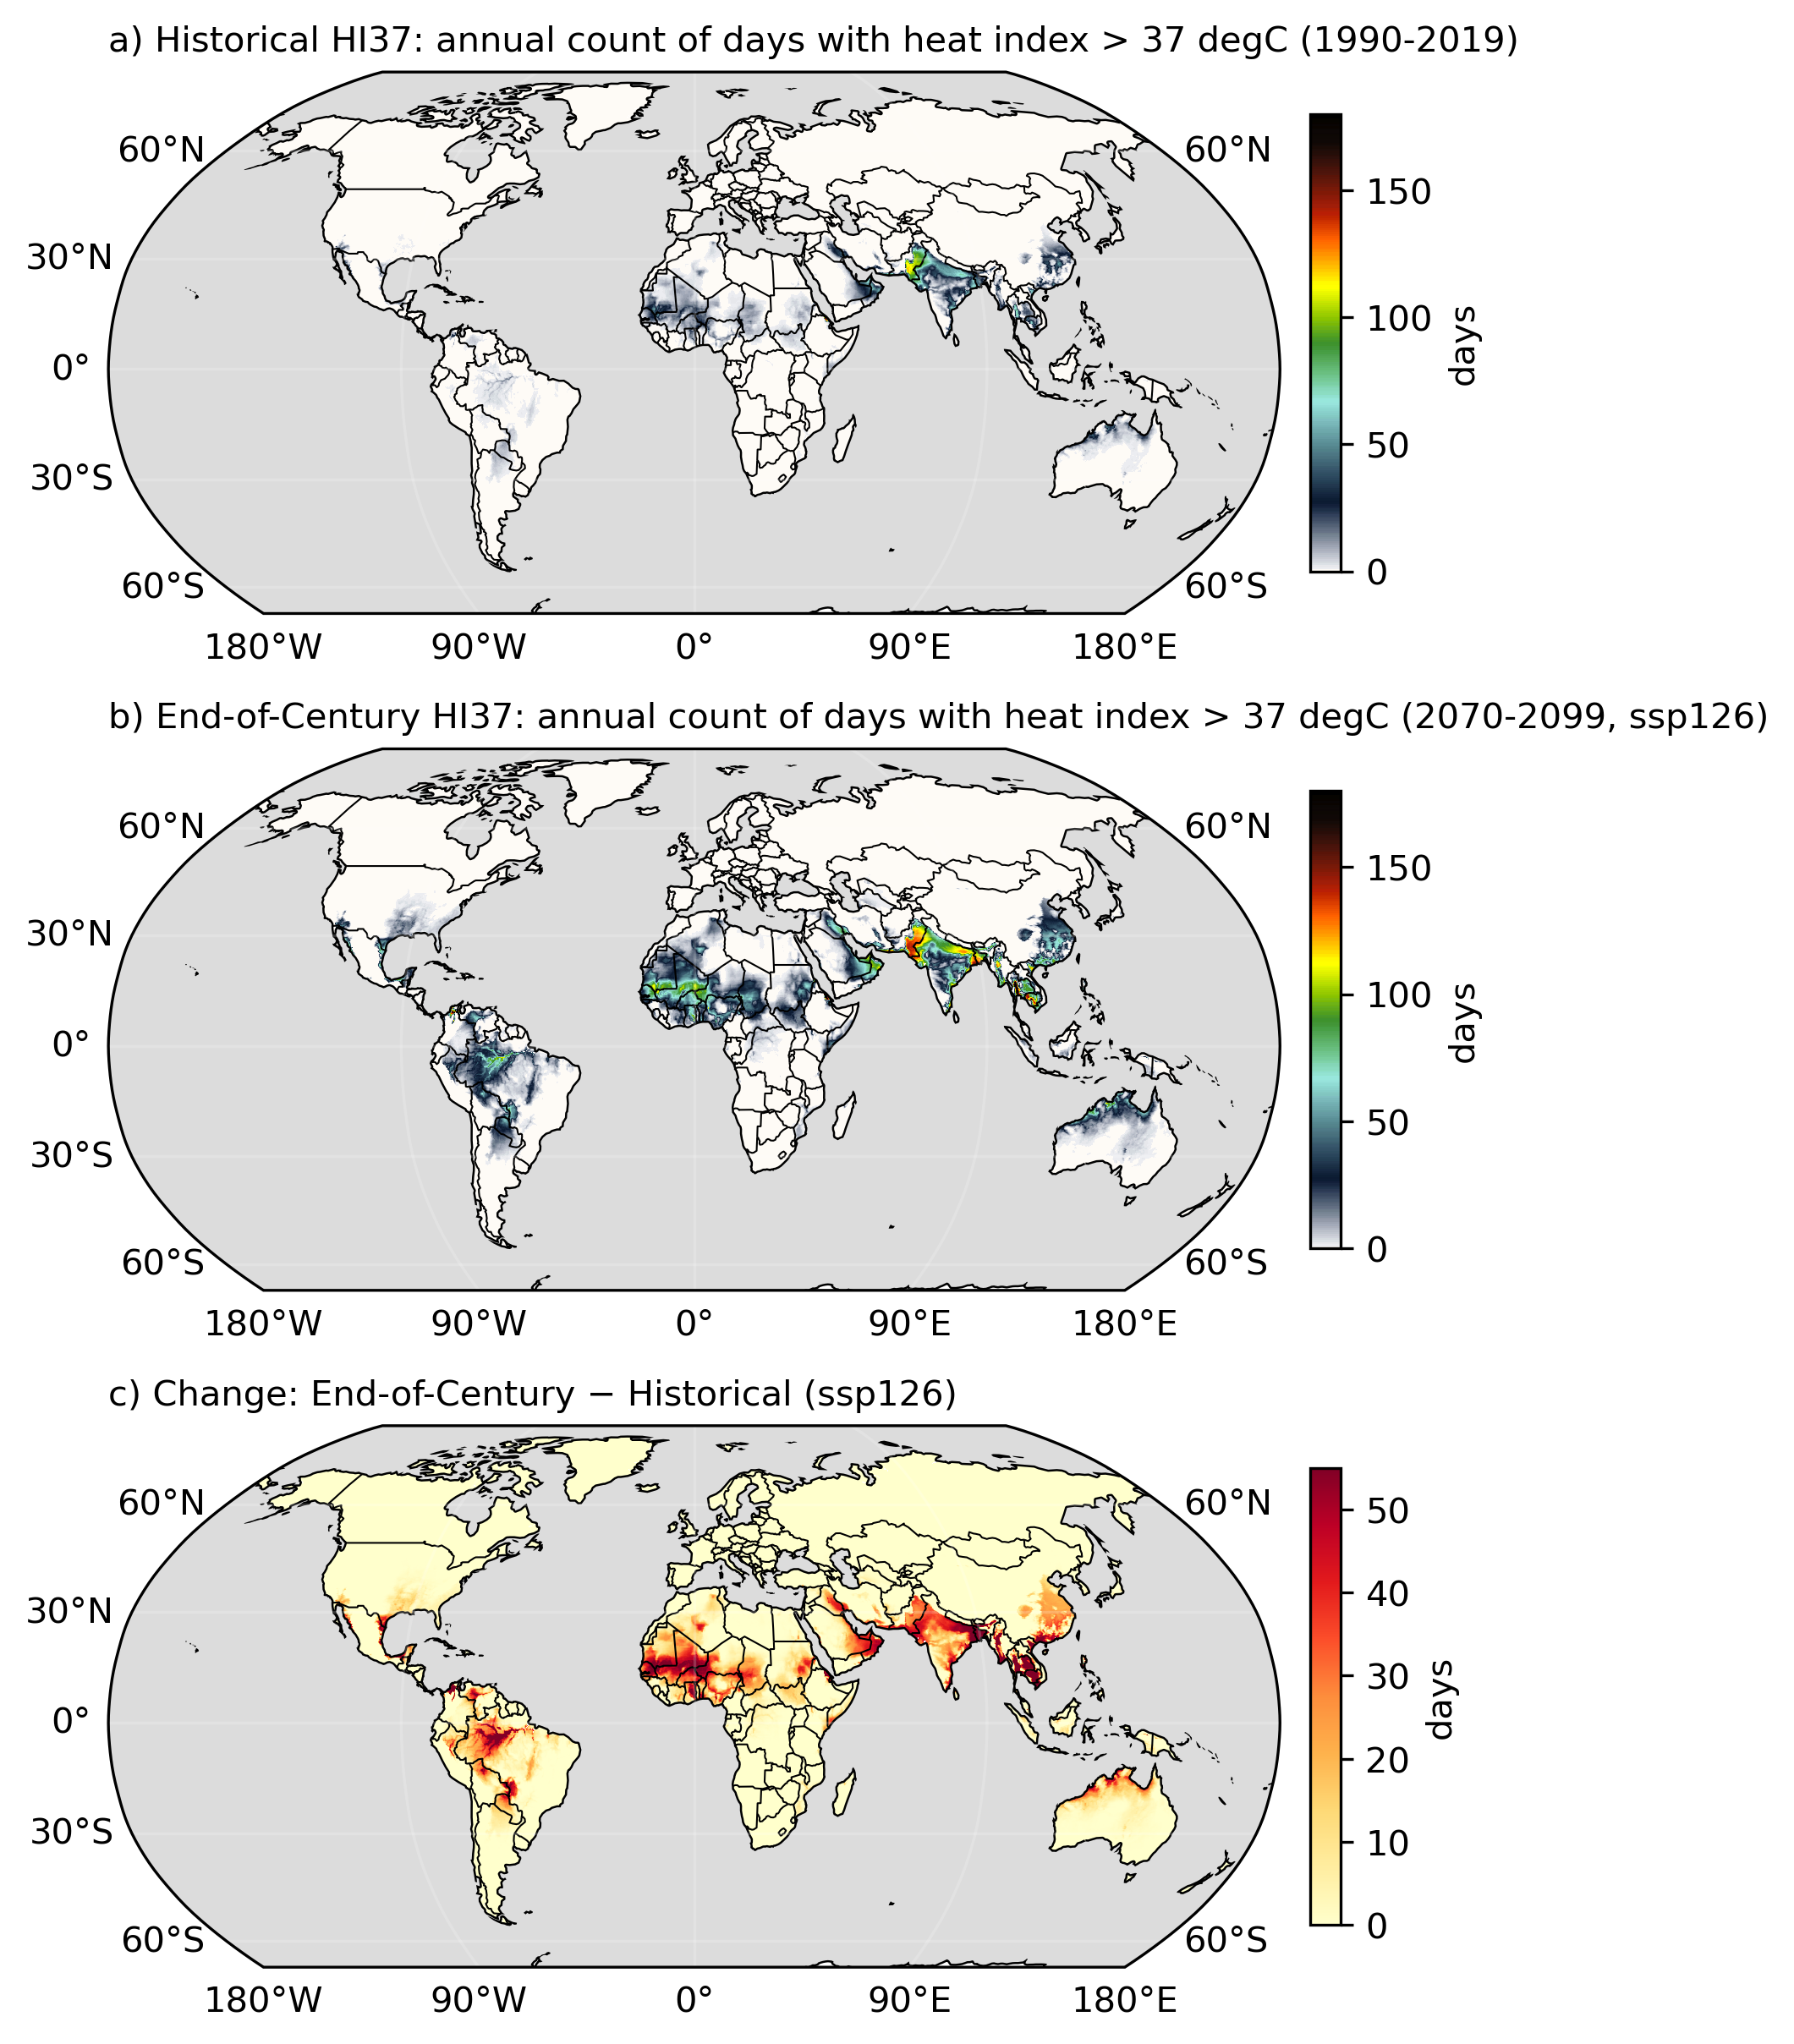 a) Historical HI37: annual count of days with heat index > 37 degC (1990-2019)
60°N 60°N
30°N
0°
30°S
60°S 60°S
180°W 90°W 0° 90°E 180°E
150
100
50
0
days
b) End-of-Century HI37: annual count of days with heat index > 37 degC (2070-2099, ssp126)
60°N 60°N
30°N
0°
30°S
60°S 60°S
180°W 90°W 0° 90°E 180°E
150
100
50
0
days
c) Change: End-of-Century − Historical (ssp126)
60°N 60°N
30°N
0°
30°S
60°S 60°S
180°W 90°W 0° 90°E 180°E
50
40
30
20
10
0
days